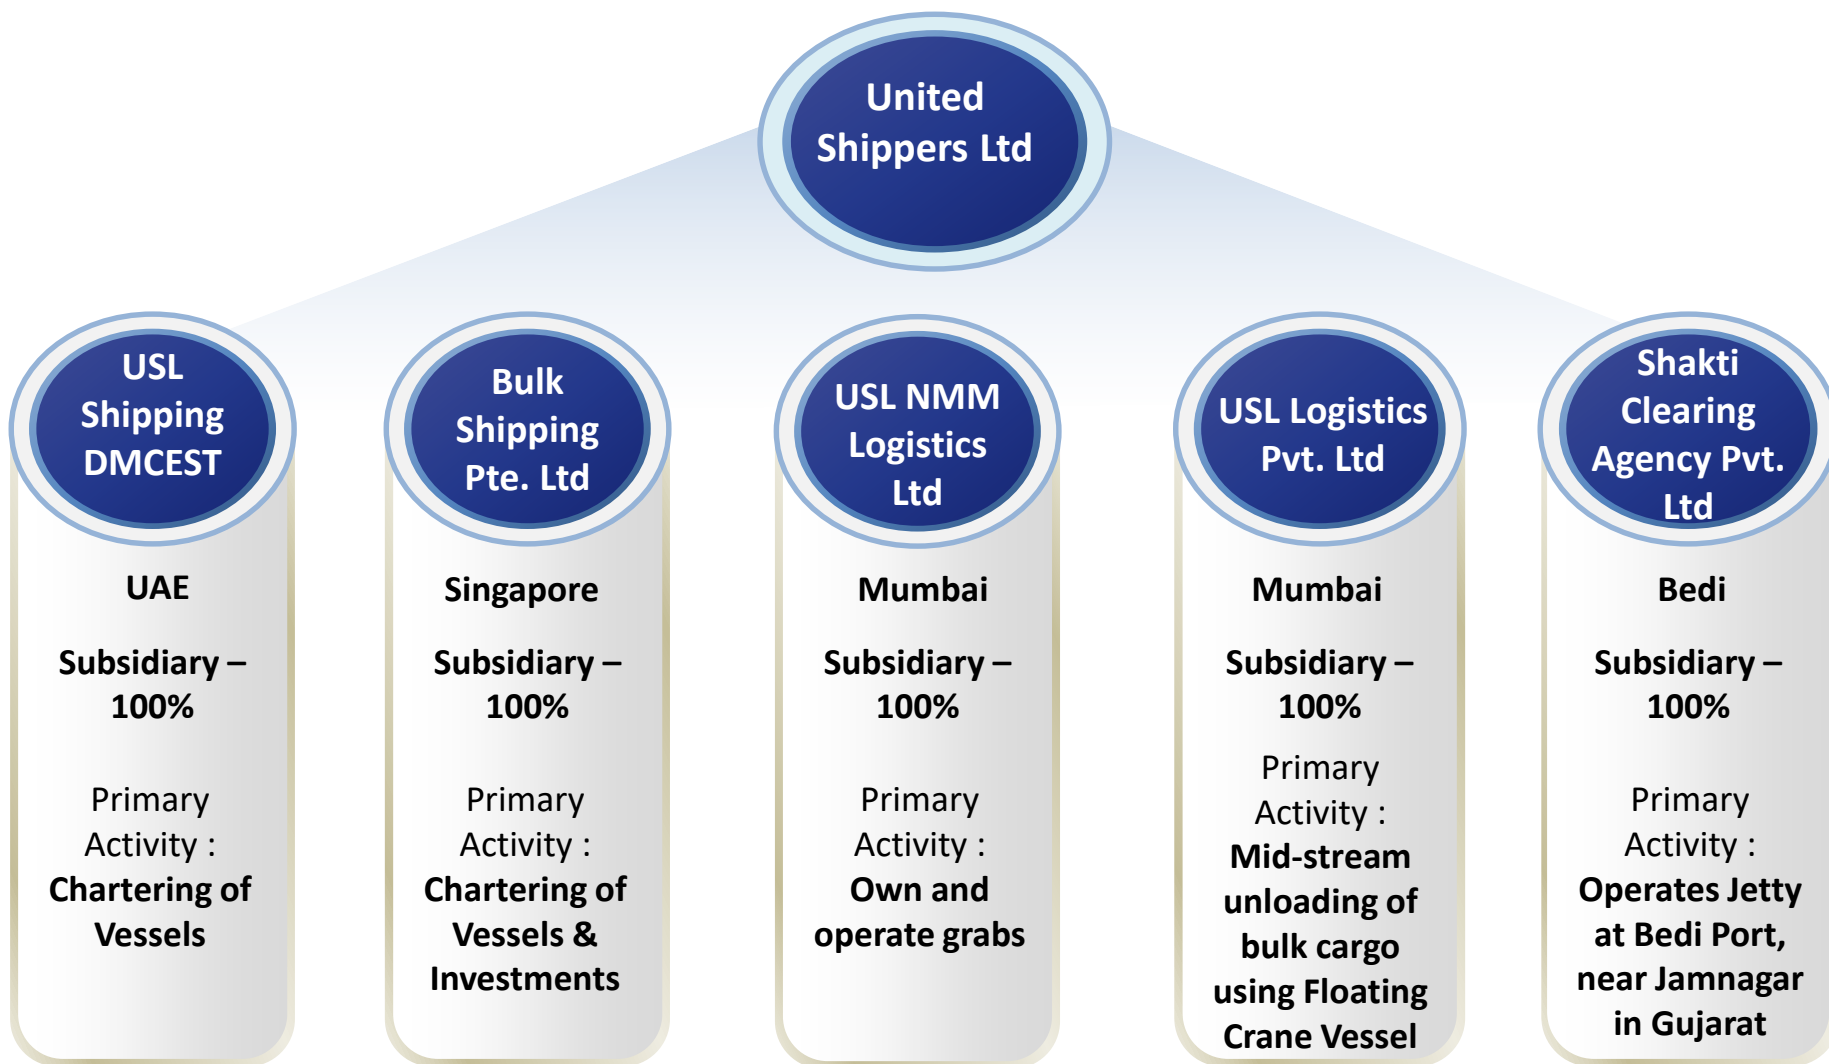 United
Shippers Ltd
USL
Shipping
DMCEST
UAE
Subsidiary –
100%
Primary
Activity :
Chartering of
Vessels
Bulk
Shipping
Pte. Ltd
Singapore
Subsidiary –
100%
Primary
Activity :
Chartering of
Vessels &
Investments
USL NMM
Logistics
Ltd
Mumbai
Subsidiary –
100%
Primary
Activity :
Own and
operate grabs
USL Logistics
Pvt. Ltd
Mumbai
Subsidiary –
100%
Primary
Activity :
Mid-stream
unloading of
bulk cargo
using Floating
Crane Vessel
Shakti
Clearing
Agency Pvt.
Ltd
Bedi
Subsidiary –
100%
Primary
Activity :
Operates Jetty
at Bedi Port,
near Jamnagar
in Gujarat